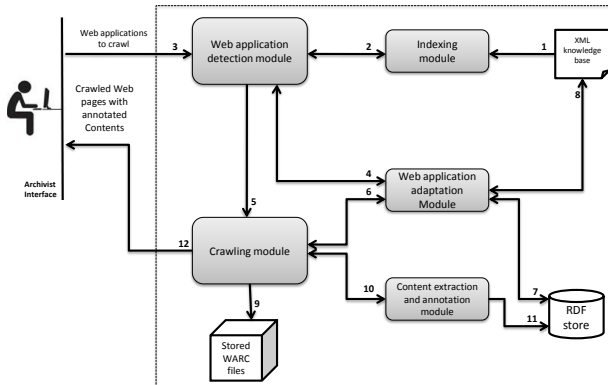 Web applications
to crawl
3
Web application
detection module
2
Indexing
module
1
XML
knowledge
base
8
Crawled Web
pages with
annotated
Contents
Archivist
Interface
4
6
Web application
adaptation
Module
5
12
Crawling module
10
Content extraction
and annotation
module
7
11
RDF
store
9
Stored
WARC
files